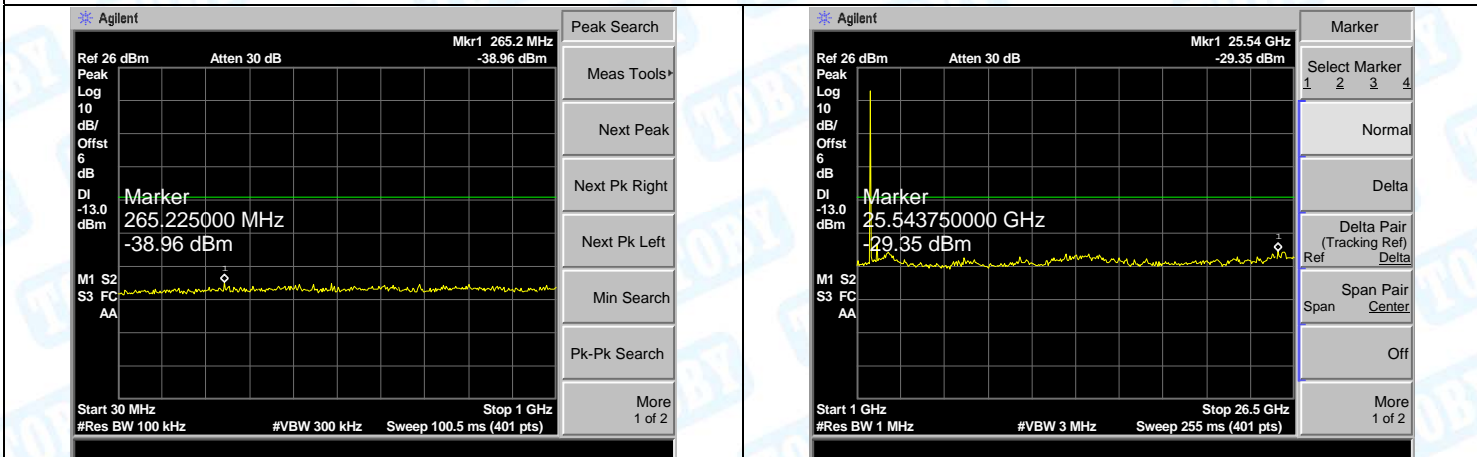 Agilent
Peak Search
Mkr1 265.2 MHz
Ref 26 dBm Atten 30 dB -38.96 dBm
Peak
Log
10
dB/
Offst
6
dB
DI
-13.0
dBm
Marker
265.225000 MHz
-38.96 dBm
1
M1 S2
S3 FC
AA
Start 30 MHz Stop 1 GHz
#Res BW 100 kHz #VBW 300 kHz Sweep 100.5 ms (401 pts)
Meas Tools
Next Peak
Next Pk Right
Next Pk Left
Min Search
Pk-Pk Search
More
1 of 2
Agilent
Marker
Mkr1 25.54 GHz
Ref 26 dBm Atten 30 dB -29.35 dBm
Peak
Log
10
dB/
Offst
6
dB
DI
-13.0
dBm
Marker
25.543750000 GHz
-29.35 dBm
1
M1 S2
S3 FC
AA
Start 1 GHz Stop 26.5 GHz
#Res BW 1 MHz #VBW 3 MHz Sweep 255 ms (401 pts)
Select Marker
1 2 3 4
Normal
Delta
Delta Pair
(Tracking Ref)
Ref Delta
Span Pair
Span Center
Off
More
1 of 2
TOBY